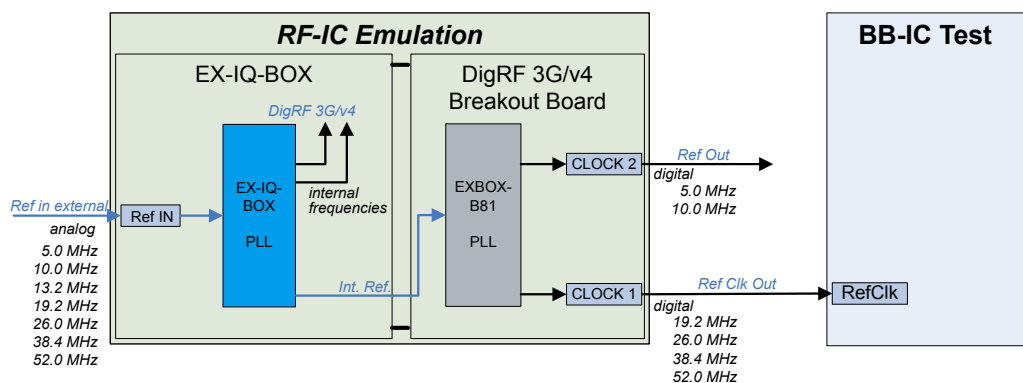 RF-IC Emulation
BB-IC Test
EX-IQ-BOX
DigRF 3G/v4
Breakout Board
DigRF 3G/v4
internal
frequencies
EX-IQ-
BOX
PLL
Ref in external
Ref IN
analog
5.0 MHz
10.0 MHz
13.2 MHz
19.2 MHz
26.0 MHz
38.4 MHz
52.0 MHz
Int. Ref.
EXBOX-
B81
PLL
CLOCK 2
Ref Out
digital
5.0 MHz
10.0 MHz
CLOCK 1
Ref Clk Out
digital
19.2 MHz
26.0 MHz
38.4 MHz
52.0 MHz
RefClk